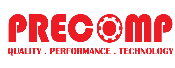 PRECOMP
QUALITY . PERFORMANCE . TECHNOLOGY